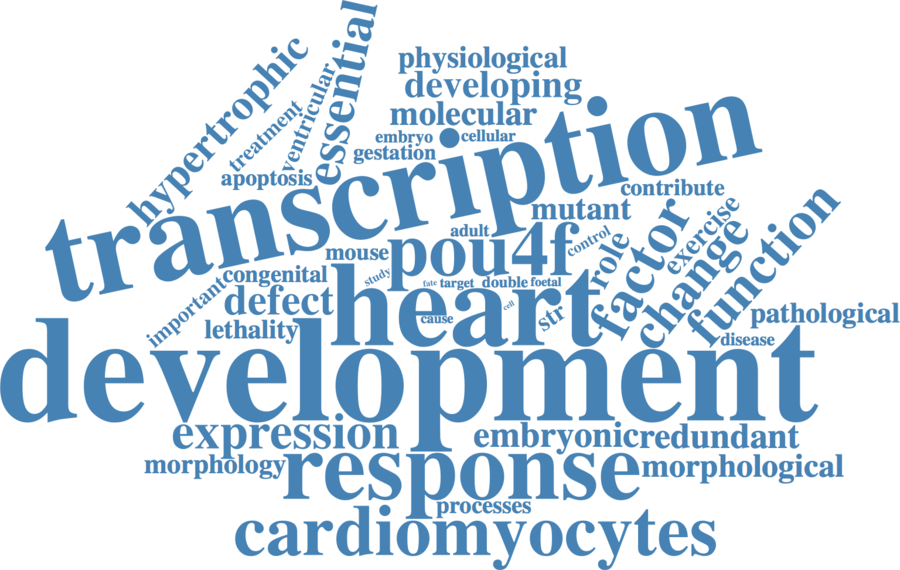 essential
hypertrophic
ventricular
treatment
physiological
developing
molecular
embryo
cellular
gestation
apoptosis
transcription
contribute
mutant
adult
control
mouse
pou4f
role
factor
exercise
change
function
congenital
study
fate
target
double
foetal
important
defect
heart
cell
cause
str
lethality
pathological
disease
development
expression
embryonic
redundant
morphology
response
morphological
processes
cardiomyocytes